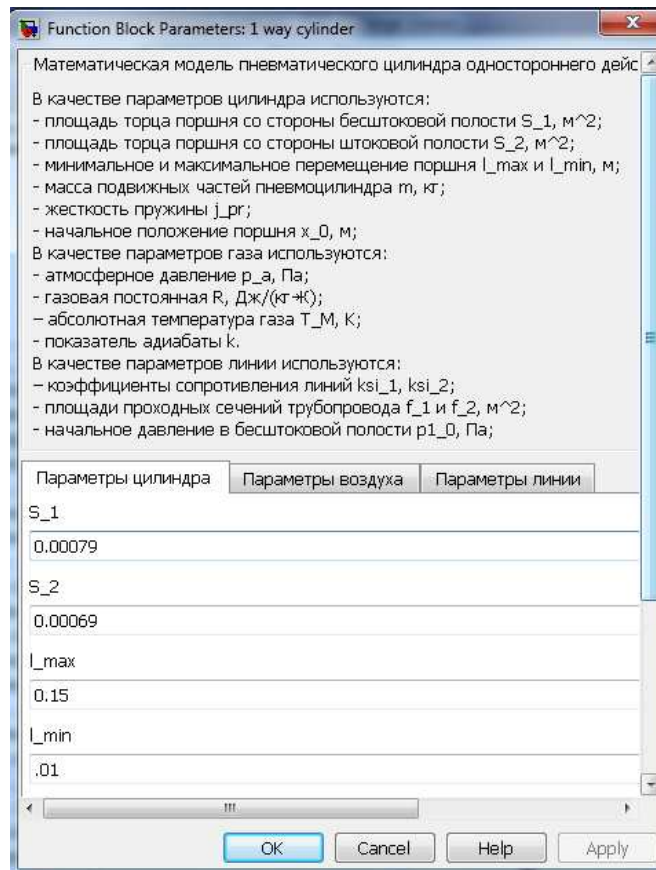 Function Block Parameters: 1 way cylinder
Математическая модель пневматического цилиндра одностороннего дейс
В качестве параметров цилиндра используются:
- площадь торца поршня со стороны бесштоковой полости S_1, м^2;
- площадь торца поршня со стороны штоковой полости S_2, м^2;
- минимальное и максимальное перемещение поршня l_max и l_min, м;
- масса подвижных частей пневмоцилиндра m, кг;
- жесткость пружины j_pr;
- начальное положение поршня x_0, м;
В качестве параметров газа используются:
- атмосферное давление p_a, Па;
- газовая постоянная R, Дж/(кг·К);
– абсолютная температура газа T_M, К;
- показатель адиабаты k.
В качестве параметров линии используются:
– коэффициенты сопротивления линий ksi_1, ksi_2;
- площади проходных сечений трубопровода f_1 и f_2, м^2;
- начальное давление в бесштоковой полости p1_0, Па;
Параметры цилиндра Параметры воздуха Параметры линии
S_1
0.00079
S_2
0.00069
l_max
0.15
l_min
.01
OK Cancel Help Apply